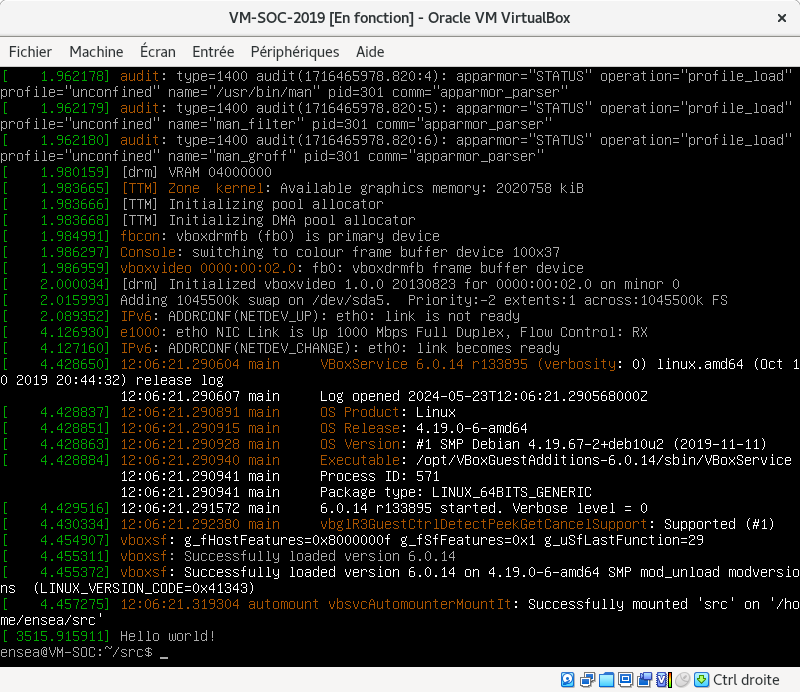 VM-SOC-2019 [En fonction] - Oracle VM VirtualBox
Fichier Machine Écran Entrée Périphériques Aide
[    1.962178] audit: type=1400 audit(1716465978.820:4): apparmor="STATUS" operation="profile_load"
profile="unconfined" name="/usr/bin/man" pid=301 comm="apparmor_parser"
[    1.962179] audit: type=1400 audit(1716465978.820:5): apparmor="STATUS" operation="profile_load"
profile="unconfined" name="man_filter" pid=301 comm="apparmor_parser"
[    1.962180] audit: type=1400 audit(1716465978.820:6): apparmor="STATUS" operation="profile_load"
profile="unconfined" name="man_groff" pid=301 comm="apparmor_parser"
[    1.980159] [drm] VRAM 04000000
[    1.983665] [TTM] Zone  kernel: Available graphics memory: 2020758 kiB
[    1.983666] [TTM] Initializing pool allocator
[    1.983668] [TTM] Initializing DMA pool allocator
[    1.984991] fbcon: vboxdrmfb (fb0) is primary device
[    1.986297] Console: switching to colour frame buffer device 100x37
[    1.986959] vboxvideo 0000:00:02.0: fb0: vboxdrmfb frame buffer device
[    2.000034] [drm] Initialized vboxvideo 1.0.0 20130823 for 0000:00:02.0 on minor 0
[    2.015993] Adding 1045500k swap on /dev/sda5.  Priority:-2 extents:1 across:1045500k FS
[    2.089352] IPv6: ADDRCONF(NETDEV_UP): eth0: link is not ready
[    4.126930] e1000: eth0 NIC Link is Up 1000 Mbps Full Duplex, Flow Control: RX
[    4.127160] IPv6: ADDRCONF(NETDEV_CHANGE): eth0: link becomes ready
[    4.428650] 12:06:21.290604 main     VBoxService 6.0.14 r133895 (verbosity: 0) linux.amd64 (Oct 1
0 2019 20:44:32) release log
12:06:21.290607 main     Log opened 2024-05-23T12:06:21.290568000Z
[    4.428837] 12:06:21.290891 main     OS Product: Linux
[    4.428851] 12:06:21.290915 main     OS Release: 4.19.0-6-amd64
[    4.428863] 12:06:21.290928 main     OS Version: #1 SMP Debian 4.19.67-2+deb10u2 (2019-11-11)
[    4.428884] 12:06:21.290940 main     Executable: /opt/VBoxGuestAdditions-6.0.14/sbin/VBoxService
12:06:21.290941 main     Process ID: 571
12:06:21.290941 main     Package type: LINUX_64BITS_GENERIC
[    4.429516] 12:06:21.291572 main     6.0.14 r133895 started. Verbose level = 0
[    4.430334] 12:06:21.292380 main     vbglR3GuestCtrlDetectPeekGetCancelSupport: Supported (#1)
[    4.454907] vboxsf: g_fHostFeatures=0x8000000f g_fSfFeatures=0x1 g_uSfLastFunction=29
[    4.455311] vboxsf: Successfully loaded version 6.0.14
[    4.455372] vboxsf: Successfully loaded version 6.0.14 on 4.19.0-6-amd64 SMP mod_unload modversio
ns  (LINUX_VERSION_CODE=0x41343)
[    4.457275] 12:06:21.319304 automount vbsvcAutomounterMountIt: Successfully mounted 'src' on '/ho
me/ensea/src'
[ 3515.915911] Hello world!
ensea@VM-SOC:~/src$ _
Ctrl droite